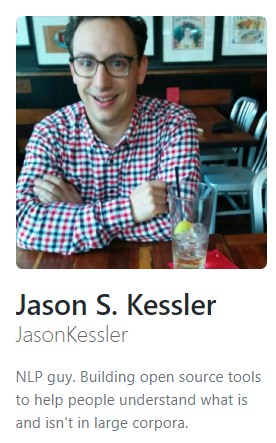 Jason S. Kessler
JasonKessler
NLP guy. Building open source tools
to help people understand what is
and isn't in large corpora.